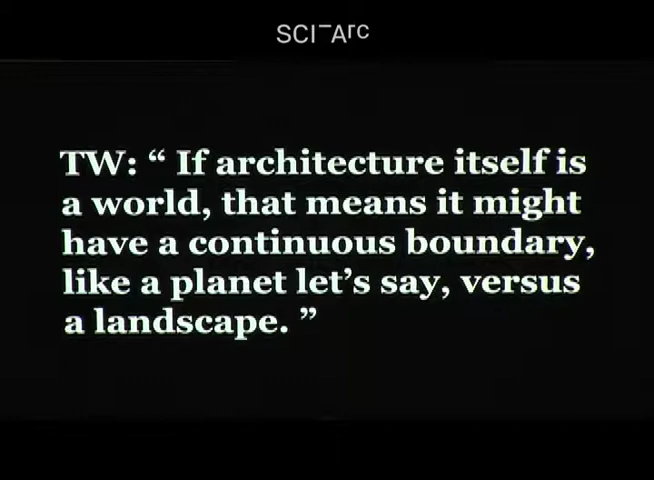 SCI-Arc
TW: “ If architecture itself is
a world, that means it might
have a continuous boundary,
like a planet let’s say, versus
a landscape. ”